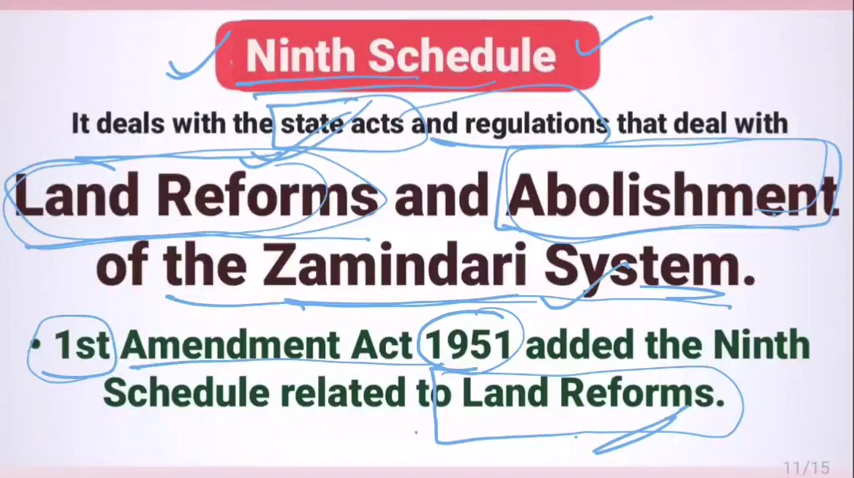 Ninth Schedule
It deals with the state acts and regulations that deal with
Land Reforms and Abolishment
of the Zamindari System.
• 1st Amendment Act 1951 added the Ninth
Schedule related to Land Reforms.
11/15